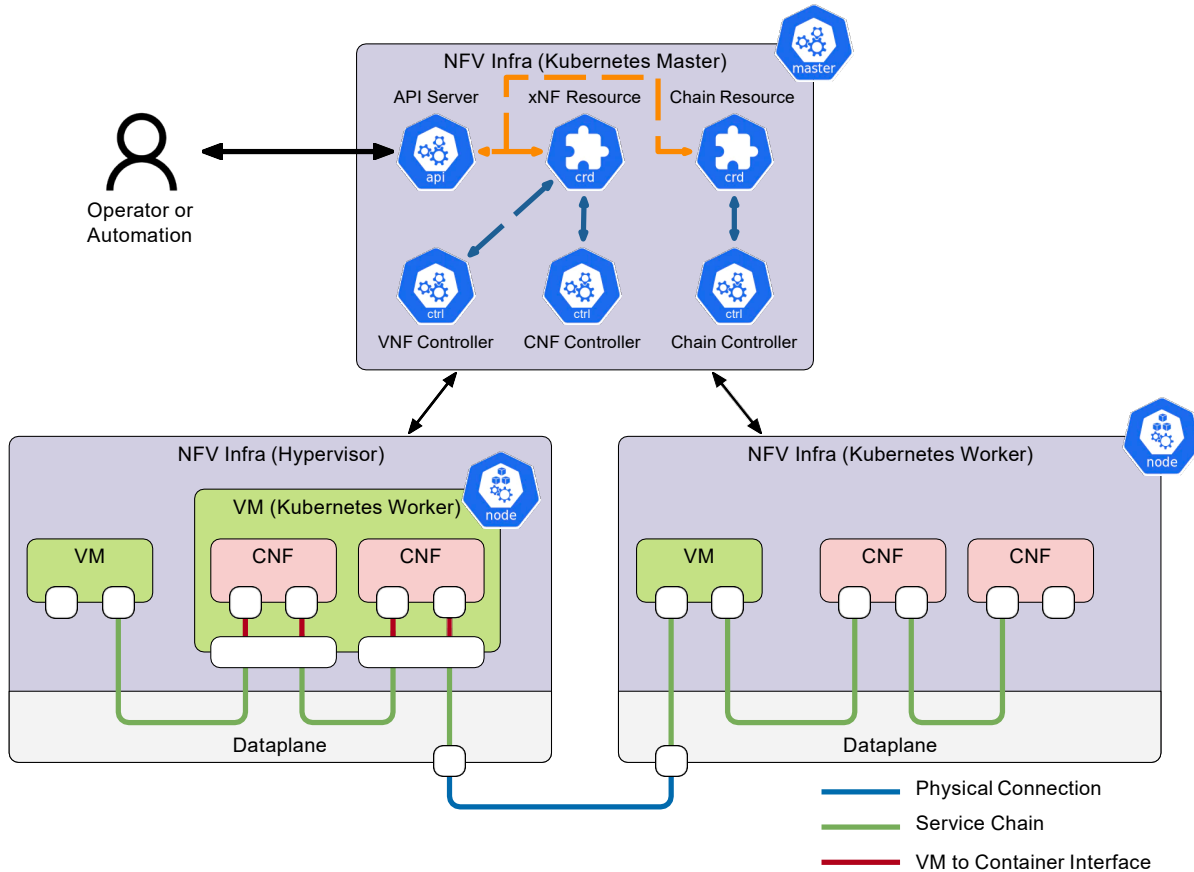 NFV Infra (Kubernetes Master)
master
API Server
xNF Resource
Chain Resource
api
crd
crd
Operator or
Automation
ctrl
ctrl
ctrl
VNF Controller
CNF Controller
Chain Controller
NFV Infra (Hypervisor)
node
VM (Kubernetes Worker)
VM
CNF
CNF
Dataplane
NFV Infra (Kubernetes Worker)
node
VM
CNF
CNF
Dataplane
Physical Connection
Service Chain
VM to Container Interface